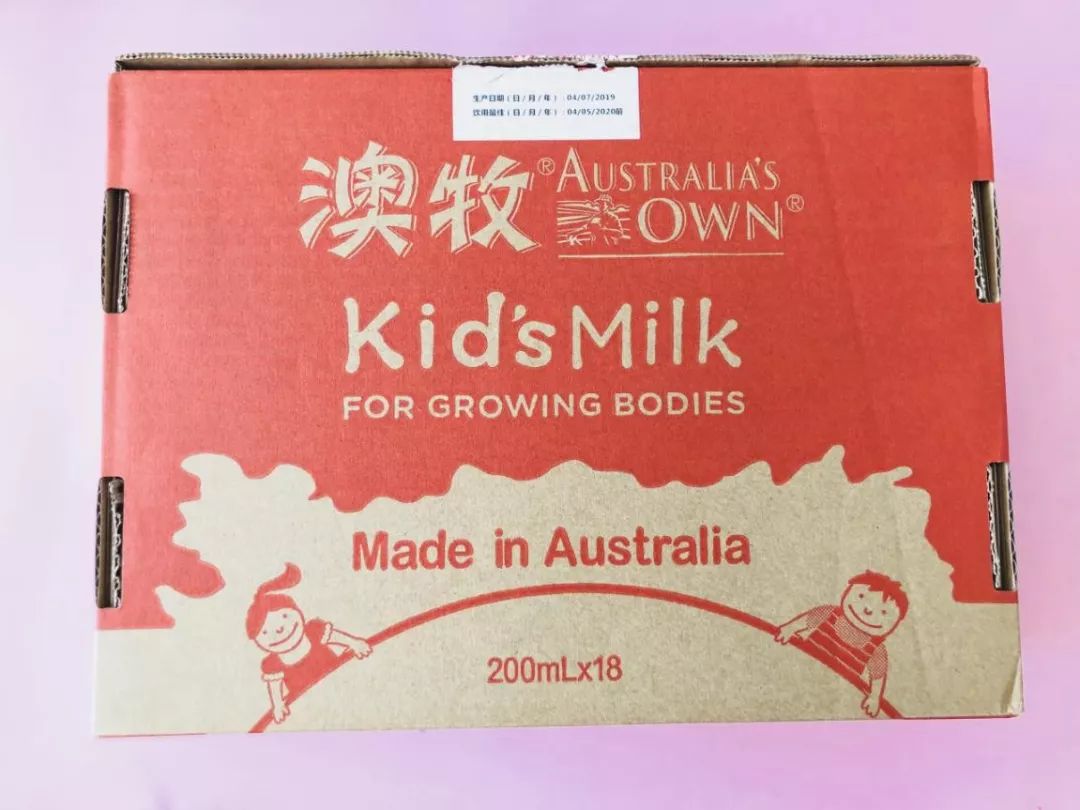 生产日期（日/月/年）：04/07/2019
饮用最佳（日/月/年）：04/05/2020前
澳牧® AUSTRALIA'S
OWN®
Kid's Milk
FOR GROWING BODIES
Made in Australia
200mLx18